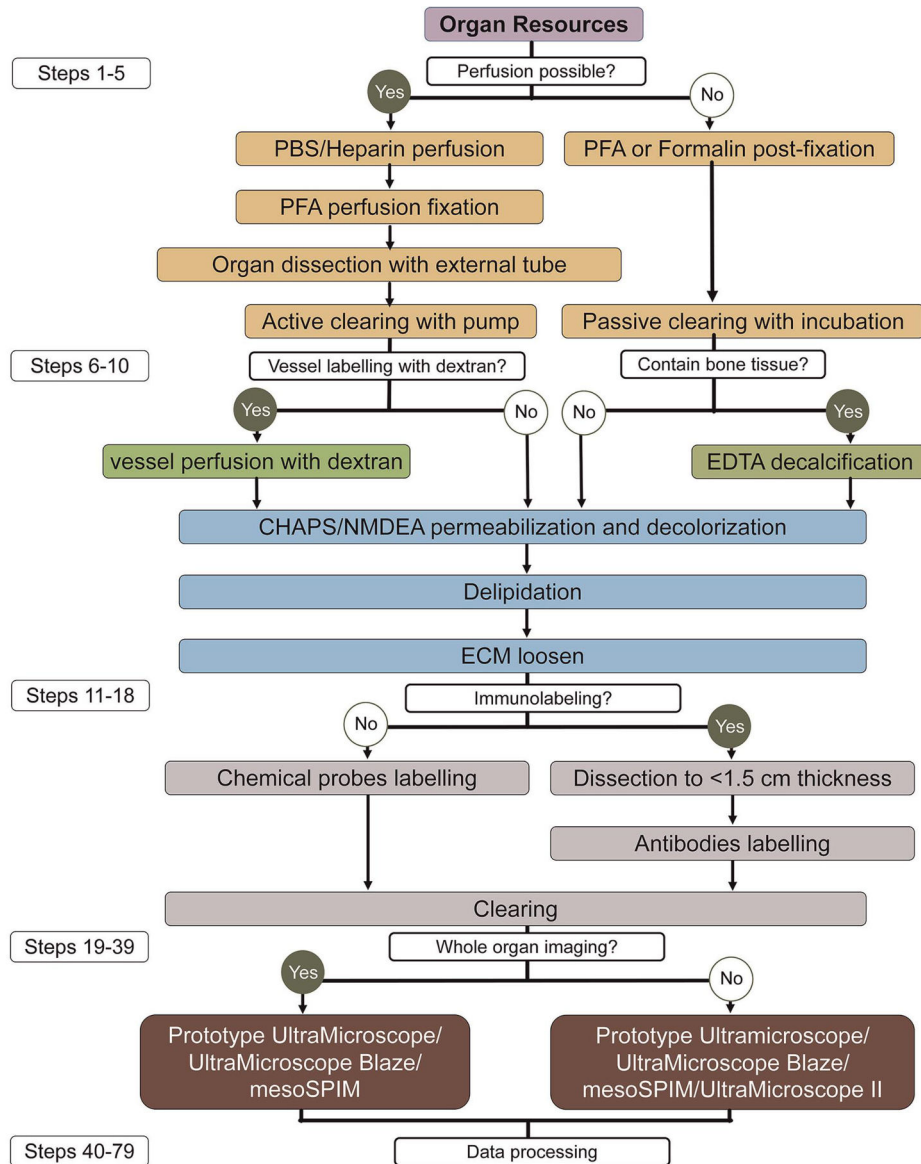 Organ Resources
Steps 1-5
Perfusion possible?
Yes
No
PBS/Heparin perfusion
PFA or Formalin post-fixation
PFA perfusion fixation
Organ dissection with external tube
Active clearing with pump
Passive clearing with incubation
Steps 6-10
Vessel labelling with dextran?
Contain bone tissue?
Yes
No
No
Yes
vessel perfusion with dextran
EDTA decalcification
CHAPS/NMDEA permeabilization and decolorization
Delipidation
ECM loosen
Steps 11-18
Immunolabeling?
No
Yes
Chemical probes labelling
Dissection to <1.5 cm thickness
Antibodies labelling
Clearing
Steps 19-39
Whole organ imaging?
Yes
No
Prototype UltraMicroscope/
UltraMicroscope Blaze/
mesoSPIM
Prototype Ultramicroscope/
UltraMicroscope Blaze/
mesoSPIM/UltraMicroscope II
Steps 40-79
Data processing